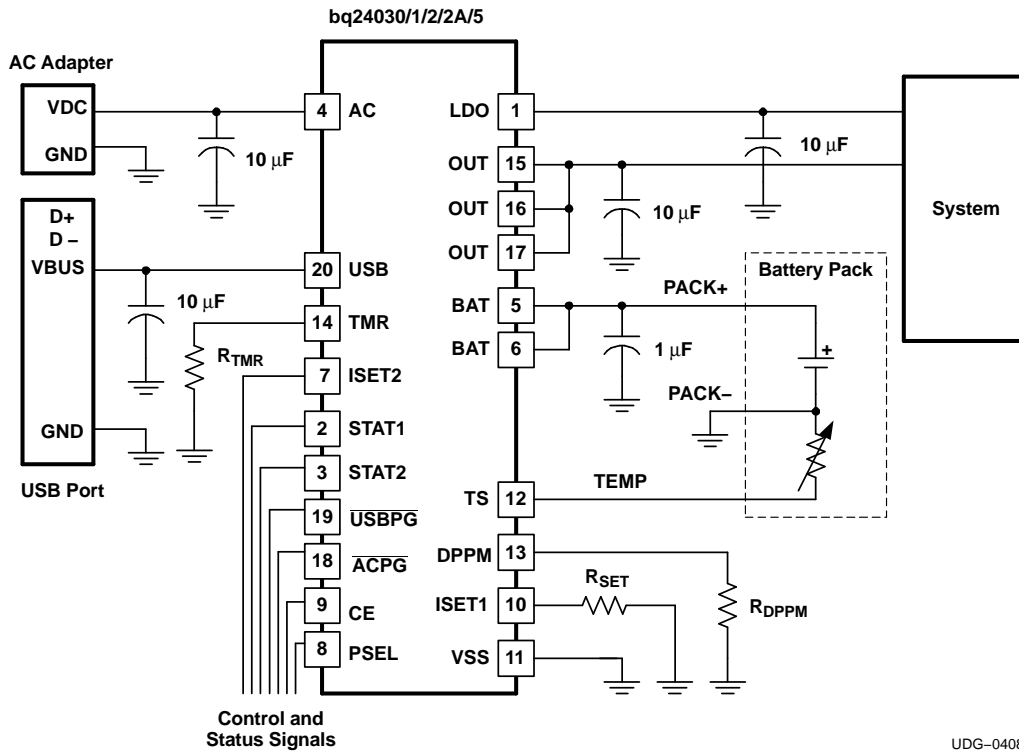 bq24030/1/2/2A/5
AC Adapter
VDC
GND
10 μF
4
AC
LDO
1
10 μF
OUT
15
OUT
16
OUT
17
10 μF
System
D+
D −
VBUS
GND
USB Port
10 μF
20
USB
14
TMR
RTMR
7
ISET2
2
STAT1
3
STAT2
19
USBPG
18
ACPG
9
CE
8
PSEL
BAT
5
BAT
6
PACK+
1 μF
Battery Pack
+
PACK−
TEMP
TS
12
DPPM
13
RSET
ISET1
10
RDPPM
VSS
11
Control and
Status Signals
UDG−0408